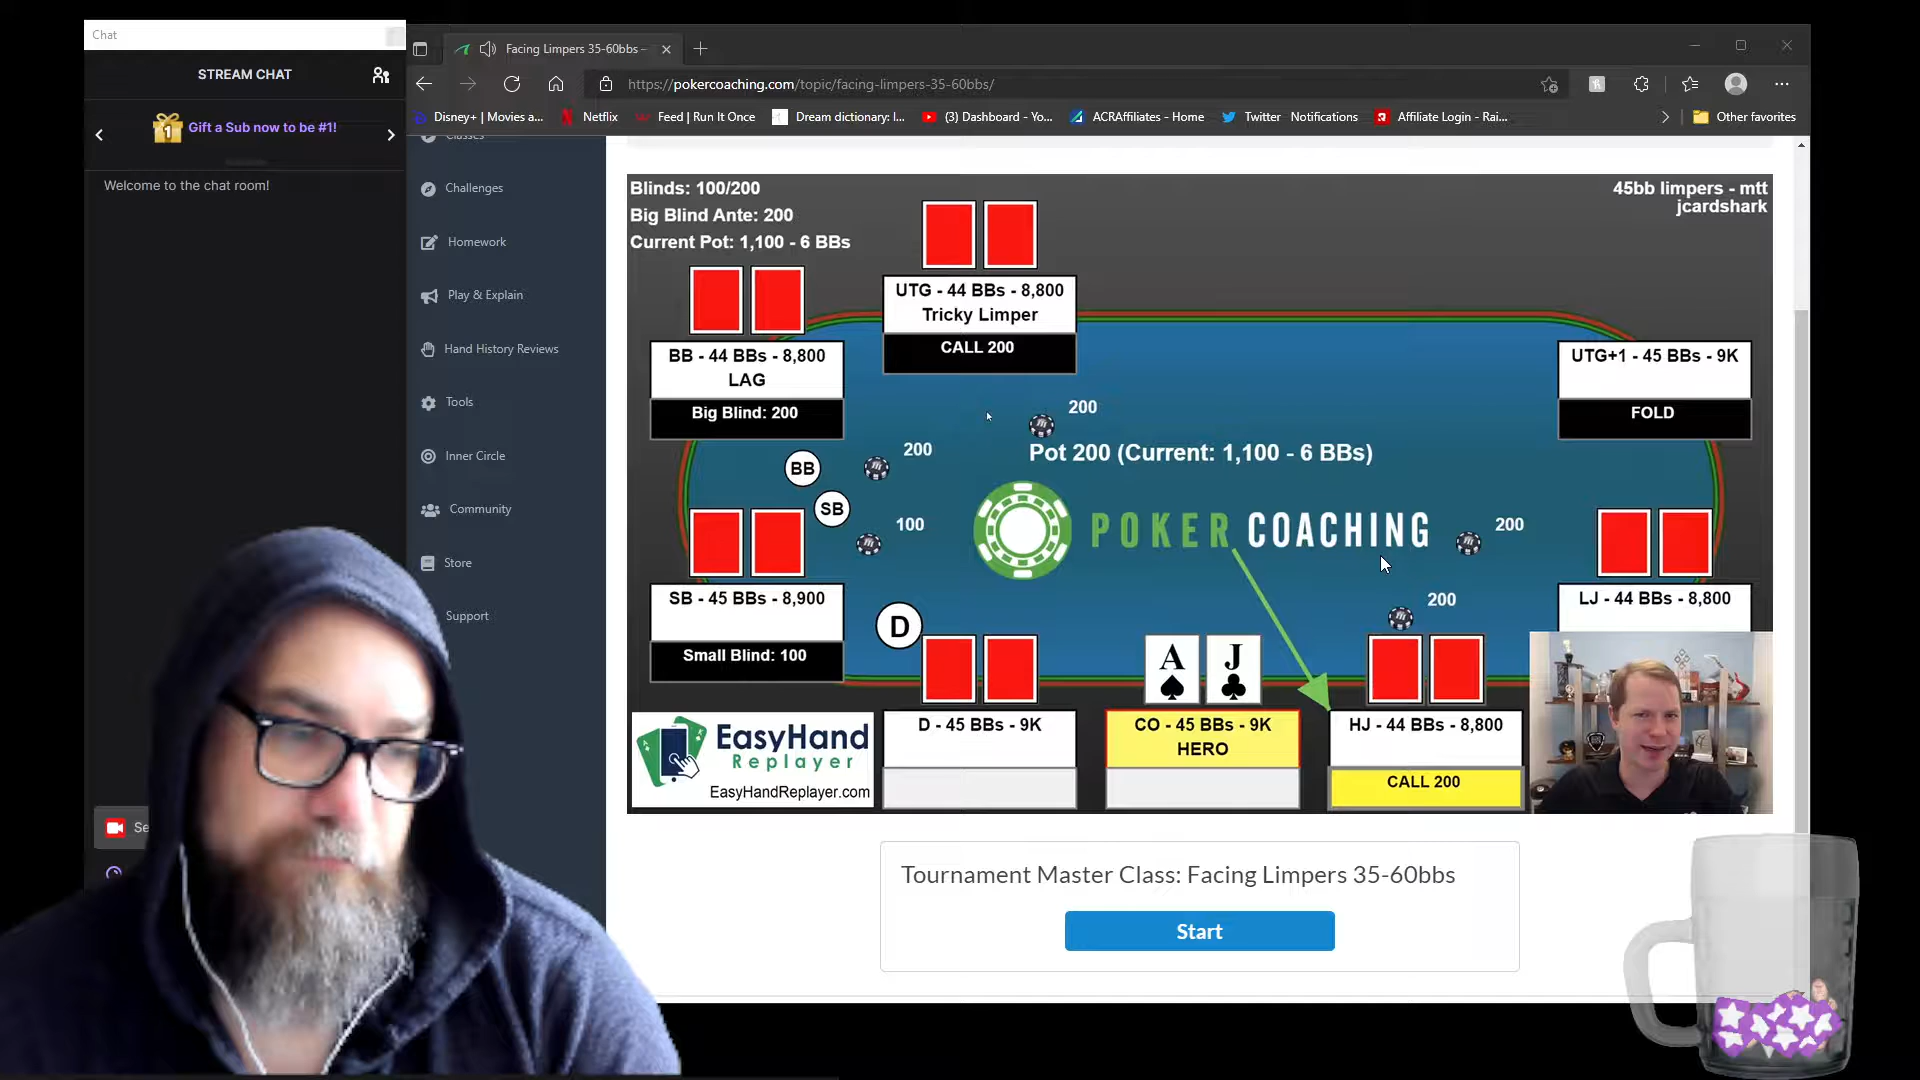 Chat
STREAM CHAT
1
Gift a Sub now to be #1!
Welcome to the chat room!
Se
Facing Limpers 35-60bbs –
https://pokercoaching.com/topic/facing-limpers-35-60bbs/
Disney+ | Movies a...
Netflix
Feed | Run It Once
Dream dictionary: I...
(3) Dashboard - Yo...
ACRAffiliates - Home
Twitter
Notifications
Affiliate Login - Rai...
Other favorites
Classes
Challenges
Homework
Play & Explain
Hand History Reviews
Tools
Inner Circle
Community
Store
Support
Blinds: 100/200
Big Blind Ante: 200
Current Pot: 1,100 - 6 BBs
45bb limpers - mtt
jcardshark
UTG - 44 BBs - 8,800
Tricky Limper
CALL 200
BB - 44 BBs - 8,800
LAG
Big Blind: 200
UTG+1 - 45 BBs - 9K
FOLD
200
200
Pot 200 (Current: 1,100 - 6 BBs)
BB
SB
100
POKER COACHING
200
200
SB - 45 BBs - 8,900
Small Blind: 100
LJ - 44 BBs - 8,800
D
A
J
EasyHand
Replayer
EasyHandReplayer.com
D - 45 BBs - 9K
CO - 45 BBs - 9K
HERO
HJ - 44 BBs - 8,800
CALL 200
Tournament Master Class: Facing Limpers 35-60bbs
Start